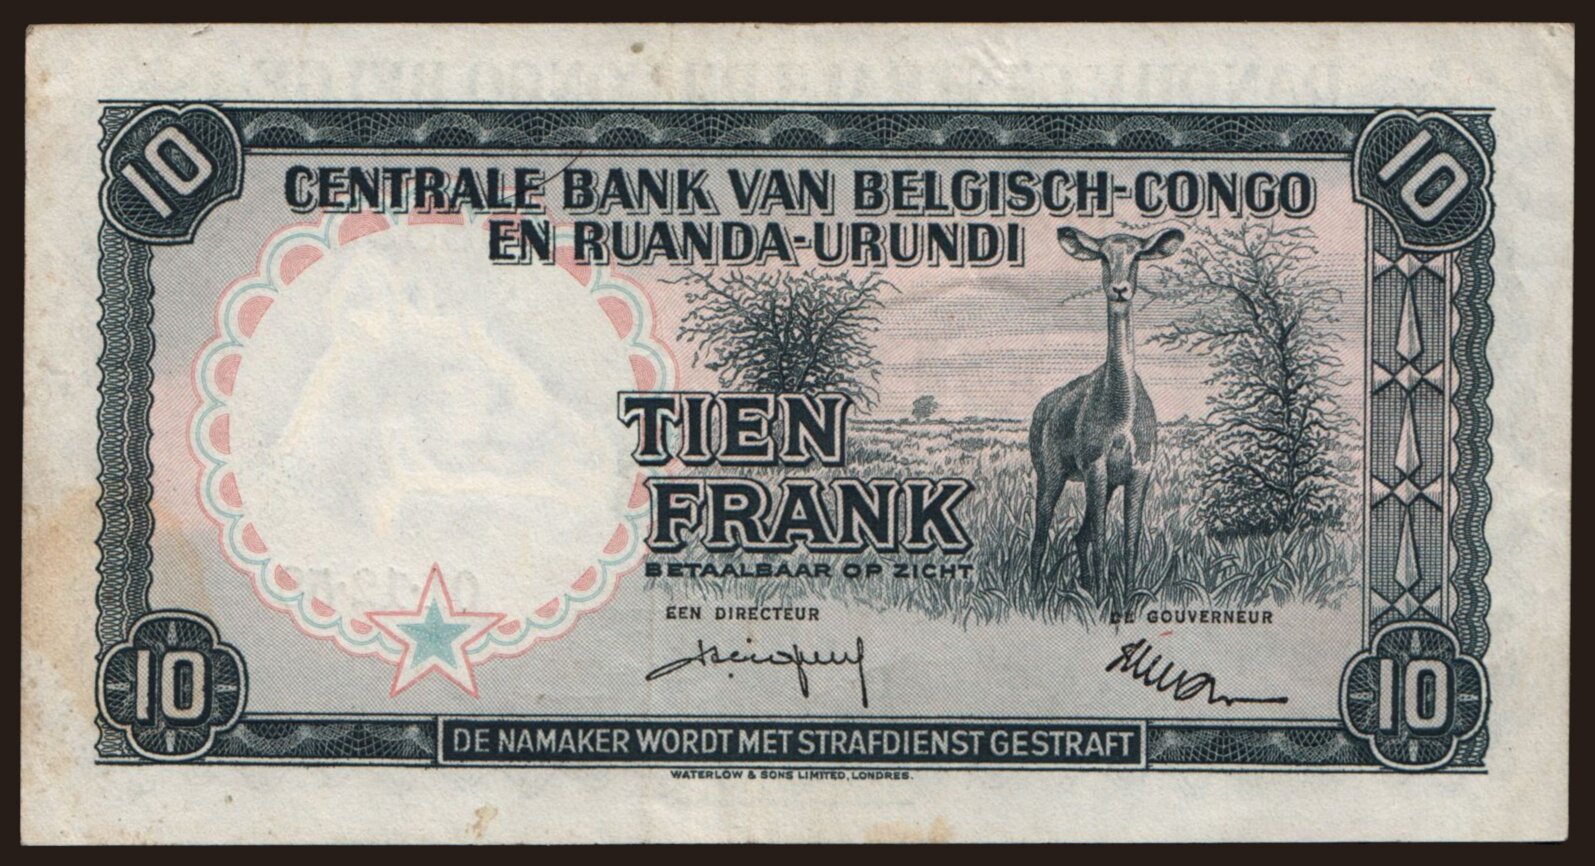 10
10
CENTRALE BANK VAN BELGISCH-CONGO
EN RUANDA-URUNDI
TIEN
FRANK
BETAALBAAR OP ZICHT
EEN DIRECTEUR
DE GOUVERNEUR
10
10
DE NAMAKER WORDT MET STRAFDIENST GESTRAFT
WATERLOW & SONS LIMITED, LONDRES.